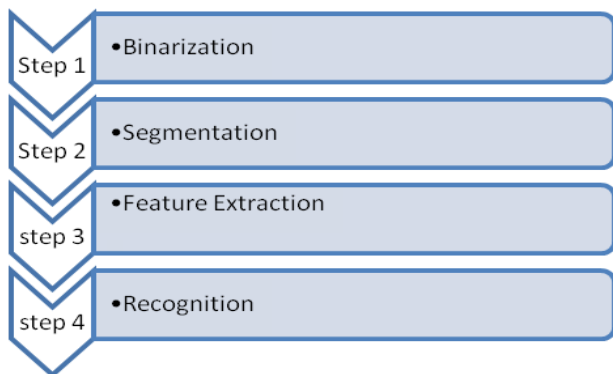 Step 1
•Binarization
Step 2
•Segmentation
step 3
•Feature Extraction
step 4
•Recognition